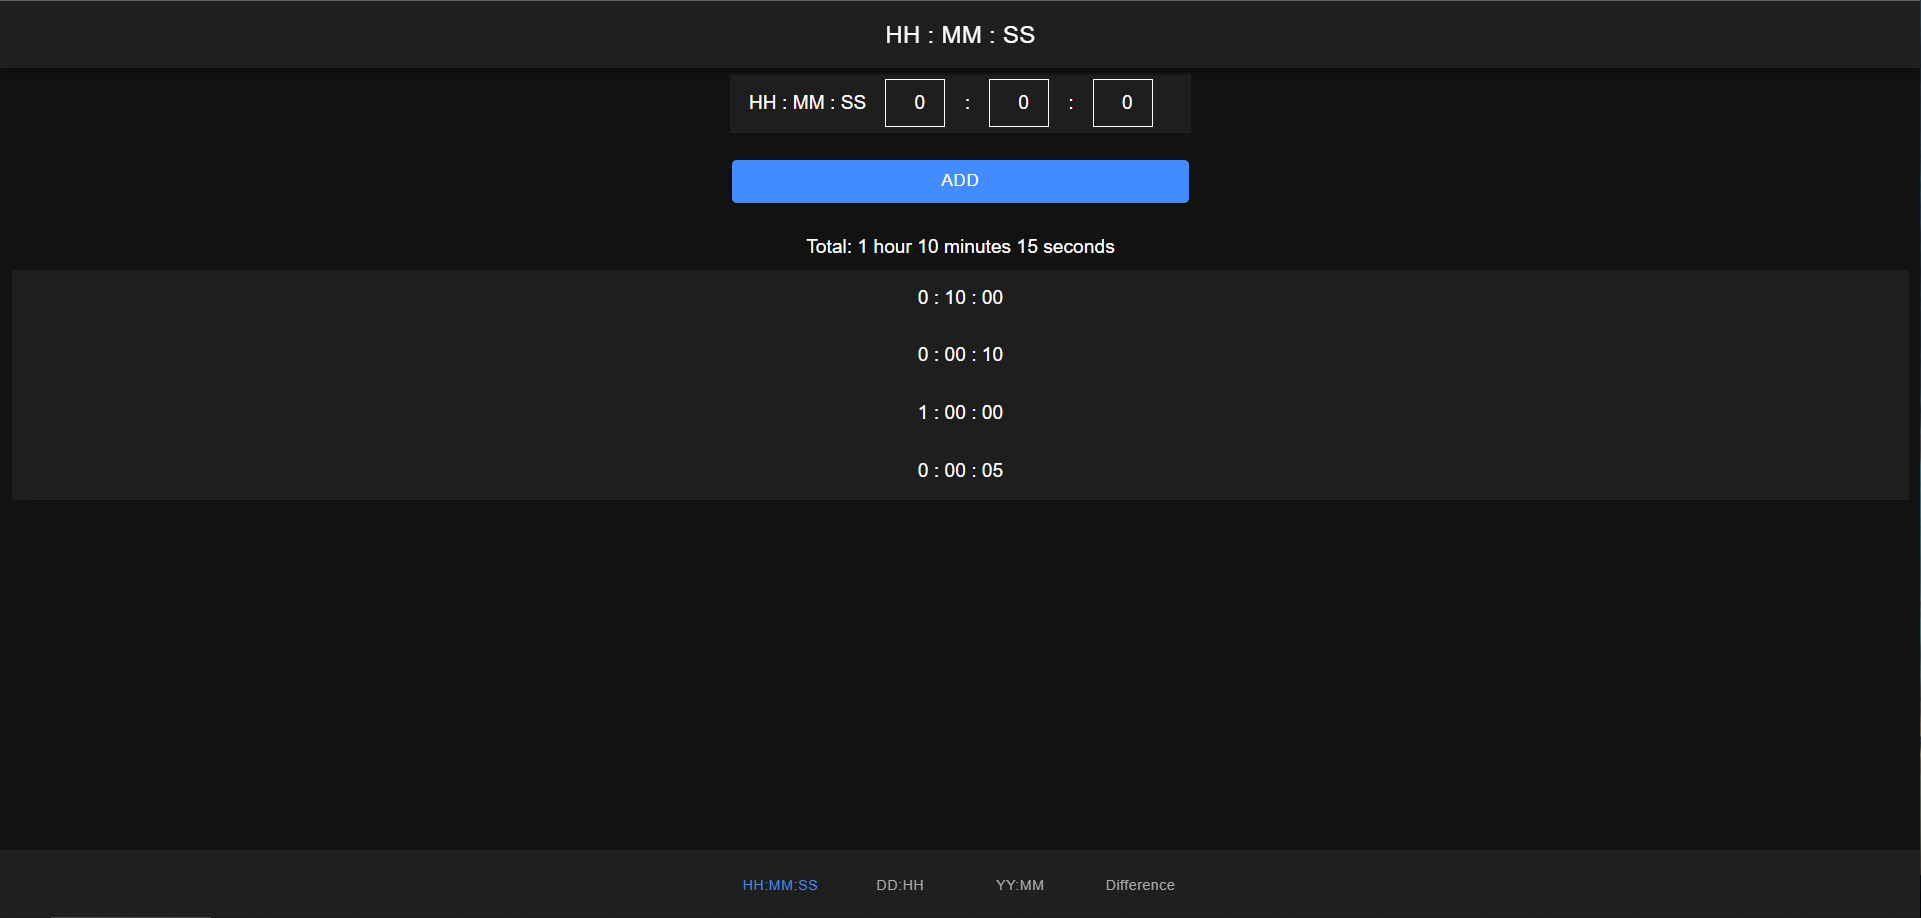 HH : MM : SS
HH : MM : SS 0 : 0 : 0
ADD
Total: 1 hour 10 minutes 15 seconds
0 : 10 : 00
0 : 00 : 10
1 : 00 : 00
0 : 00 : 05
HH:MM:SS DD:HH YY:MM Difference